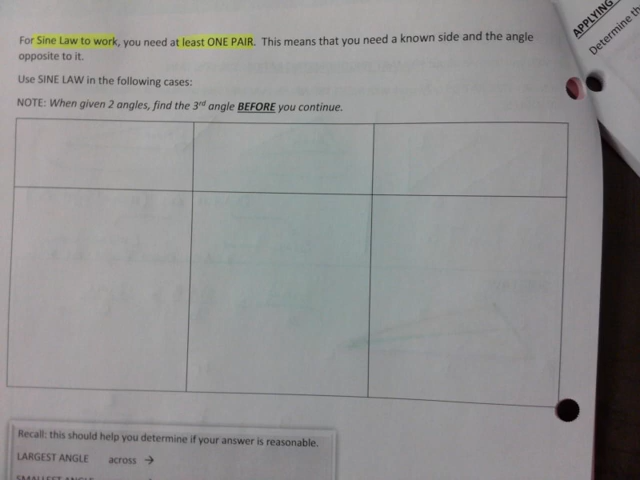 For Sine Law to work, you need at least ONE PAIR. This means that you need a known side and the angle
opposite to it.
Use SINE LAW in the following cases:
NOTE: When given 2 angles, find the 3rd angle BEFORE you continue.
Recall: this should help you determine if your answer is reasonable.
LARGEST ANGLE across →
APPLYING
Determine th